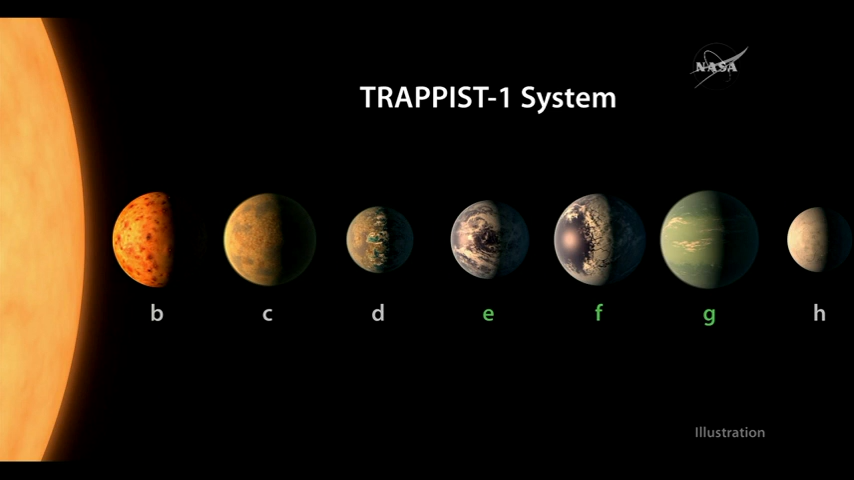 NASA
TRAPPIST-1 System
b c d e f g h
Illustration